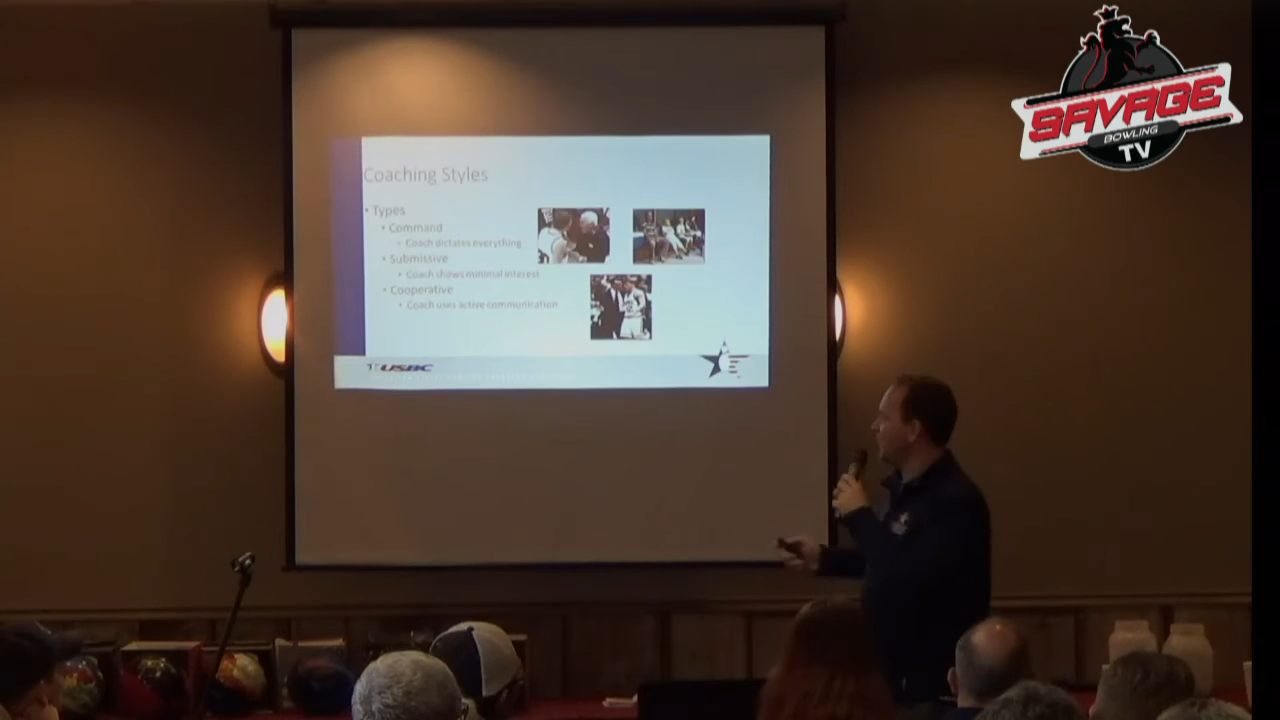 SAVAGE
BOWLING
TV
Coaching Styles
• Types
• Command
• Coach dictates everything
• Submissive
• Coach shows minimal interest
• Cooperative
• Coach uses active communication
USBC